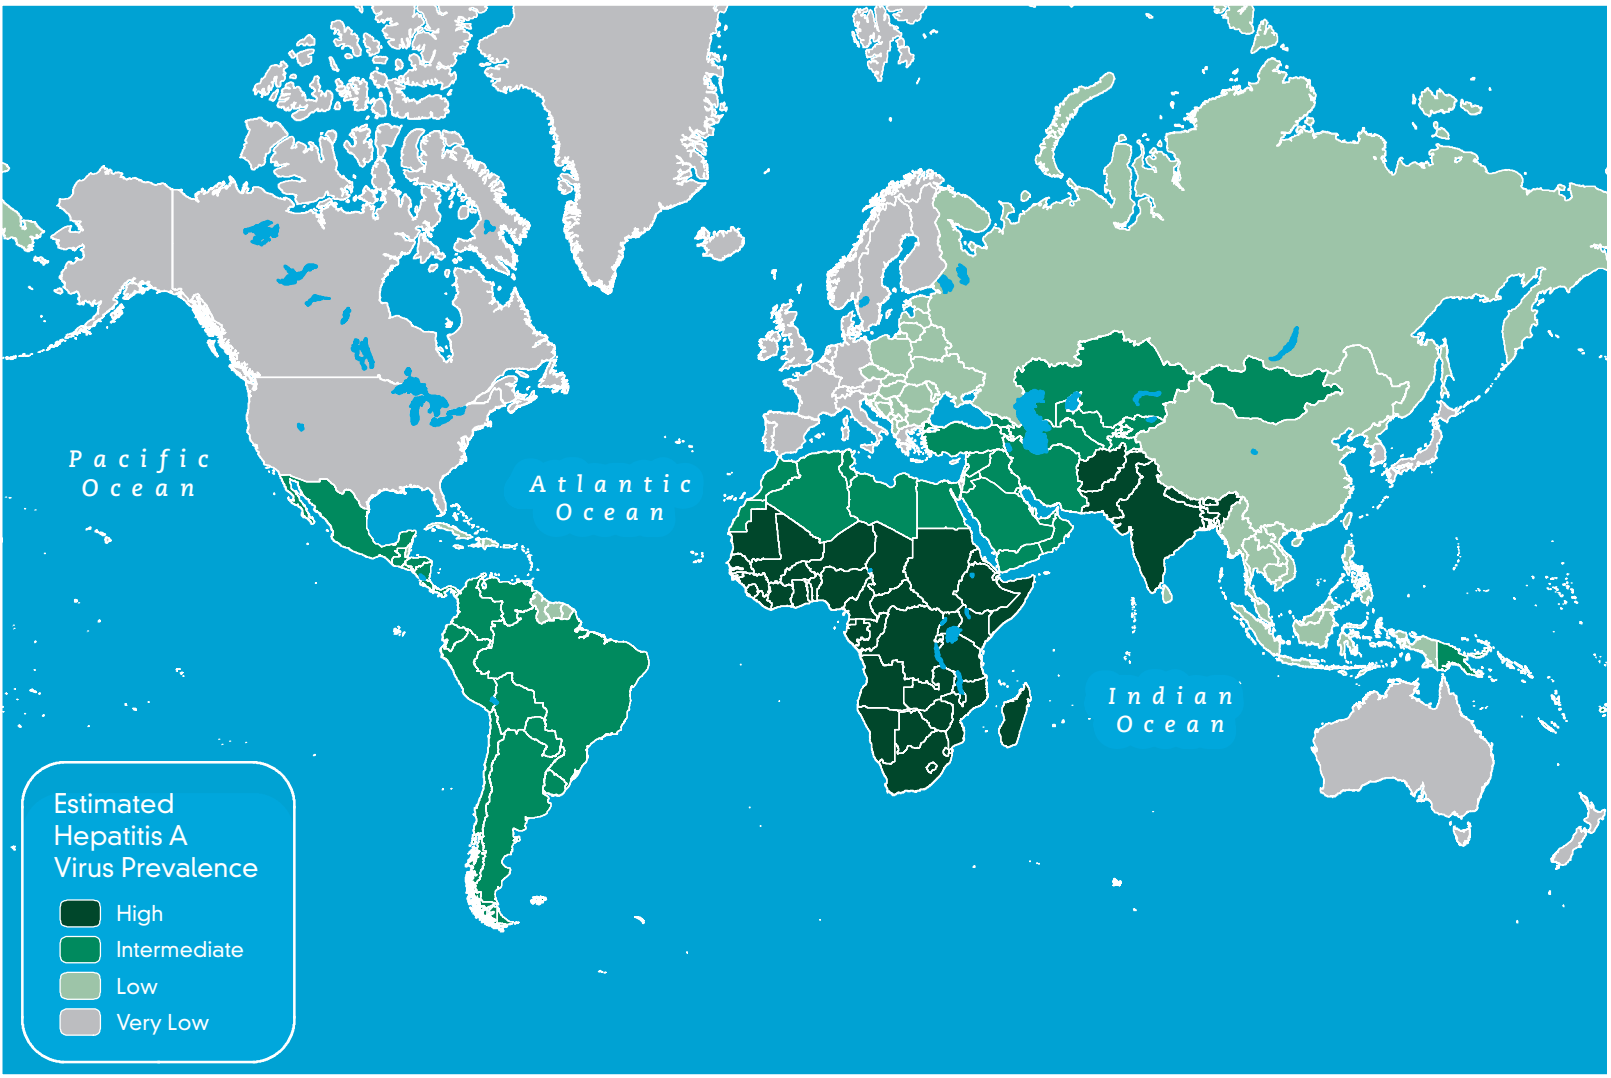 Pacific
Ocean
Atlantic
Ocean
Indian
Ocean
Estimated
Hepatitis A
Virus Prevalence
High
Intermediate
Low
Very Low